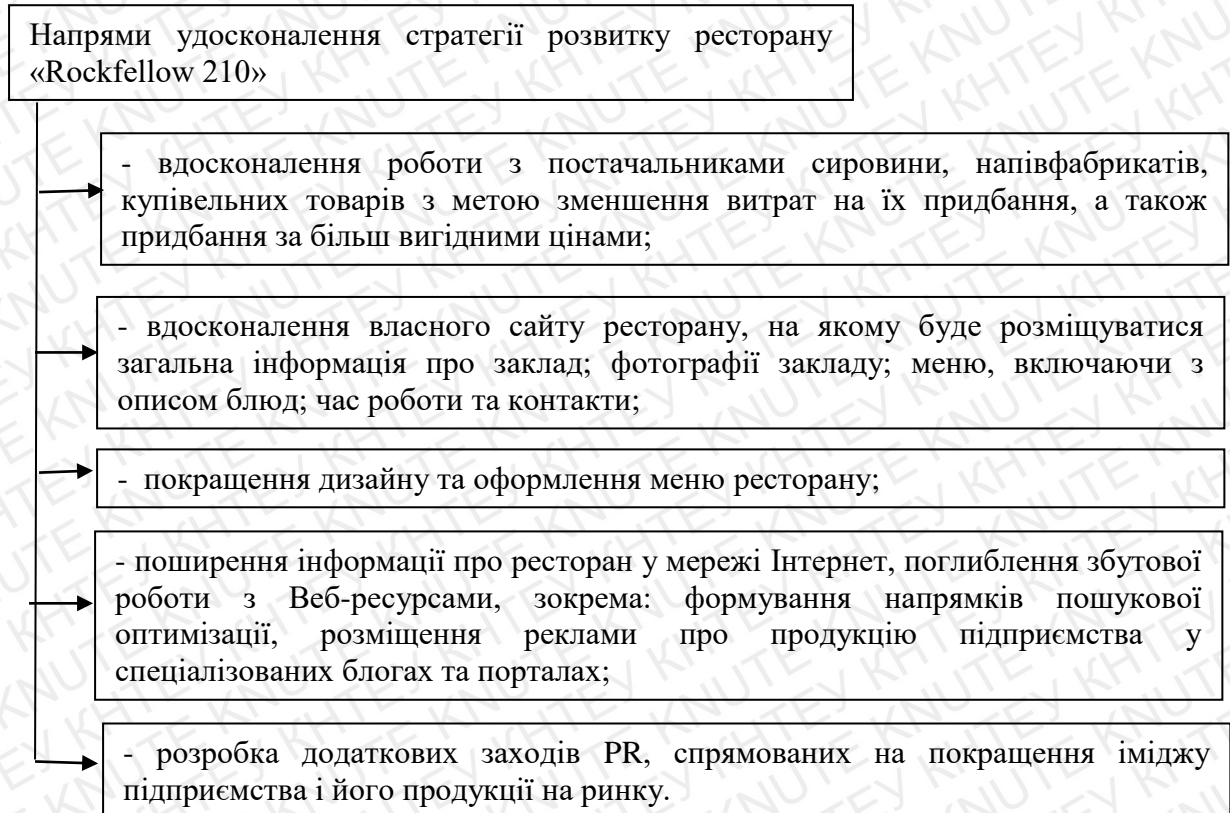 Напрями удосконалення стратегії розвитку ресторану
«Rockfellow 210»
- вдосконалення роботи з постачальниками сировини, напівфабрикатів,
купівельних товарів з метою зменшення витрат на їх придбання, а також
придбання за більш вигідними цінами;
- вдосконалення власного сайту ресторану, на якому буде розміщуватися
загальна інформація про заклад; фотографії закладу; меню, включаючи з
описом блюд; час роботи та контакти;
- покращення дизайну та оформлення меню ресторану;
- поширення інформації про ресторан у мережі Інтернет, поглиблення збутової
роботи з Веб-ресурсами, зокрема: формування напрямків пошукової
оптимізації, розміщення реклами про продукцію підприємства у
спеціалізованих блогах та порталах;
- розробка додаткових заходів PR, спрямованих на покращення іміджу
підприємства і його продукції на ринку.